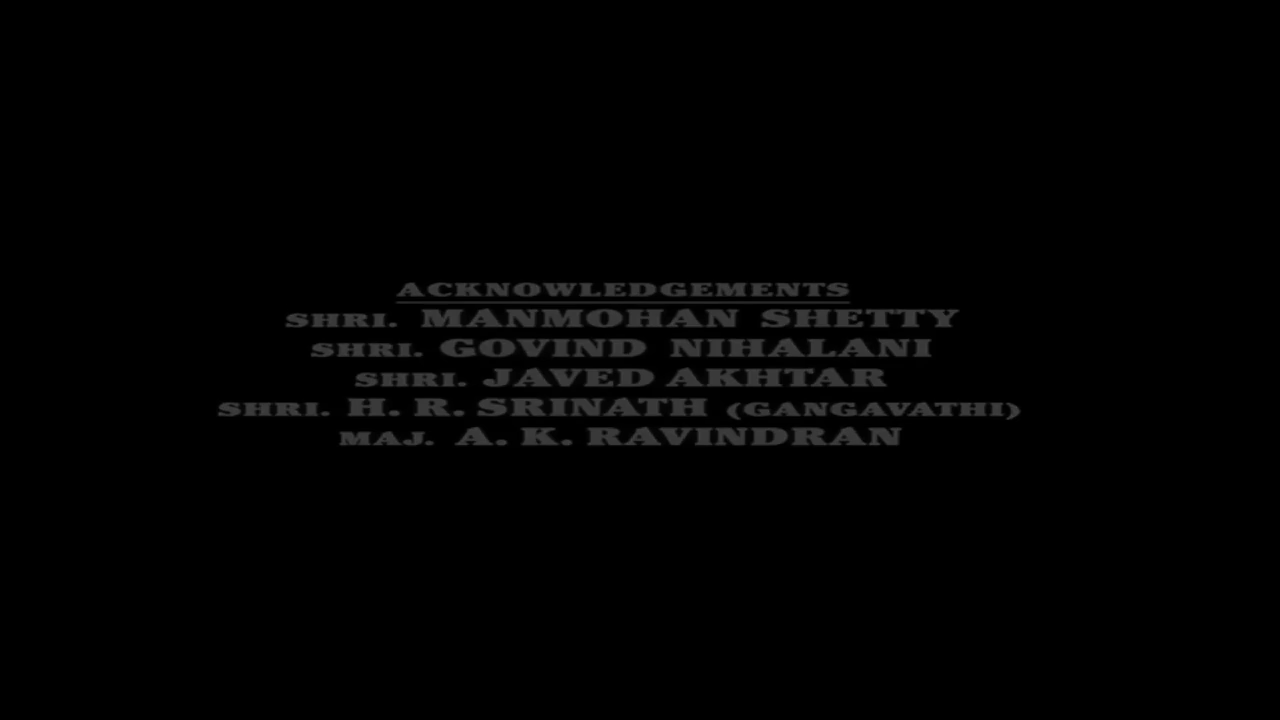 ACKNOWLEDGEMENTS
SHRI. MANMOHAN SHETTY
SHRI. GOVIND NIHALANI
SHRI. JAVED AKHTAR
SHRI. H. R. SRINATH (GANGAVATHI)
MAJ. A. K. RAVINDRAN